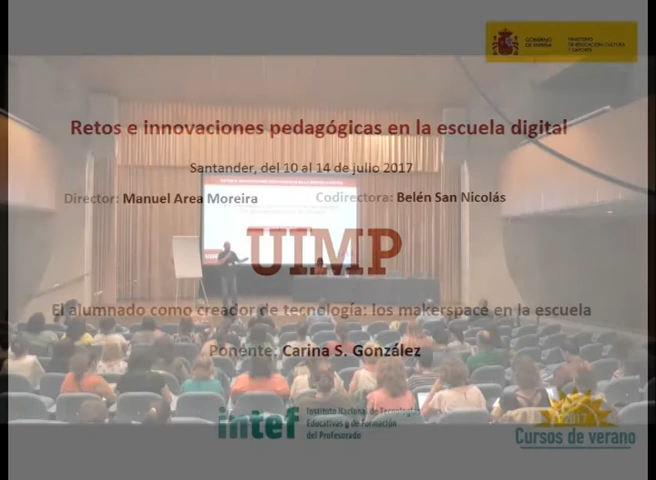 GOBIERNO DE ESPAÑA
MINISTERIO DE EDUCACIÓN, CULTURA Y DEPORTE
Retos e innovaciones pedagógicas en la escuela digital
Santander, del 10 al 14 de julio 2017
Director: Manuel Area Moreira
Codirectora: Belén San Nicolás
UIMP
El alumnado como creador de tecnología: los makerspace en la escuela
Ponente: Carina S. González
intef
Instituto Nacional de Tecnologías
Educativas y de Formación
del Profesorado
2017
Cursos de verano